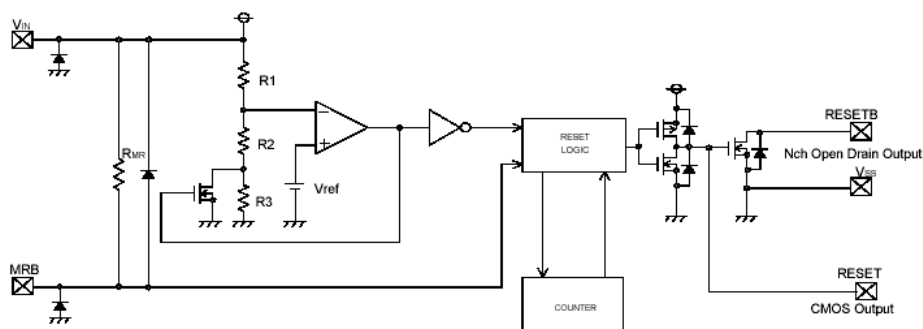 VIN
R1
RESETB
R2
RMR
RESET
LOGIC
Nch Open Drain Output
Vref
R3
VSS
MRB
RESET
COUNTER
CMOS Output